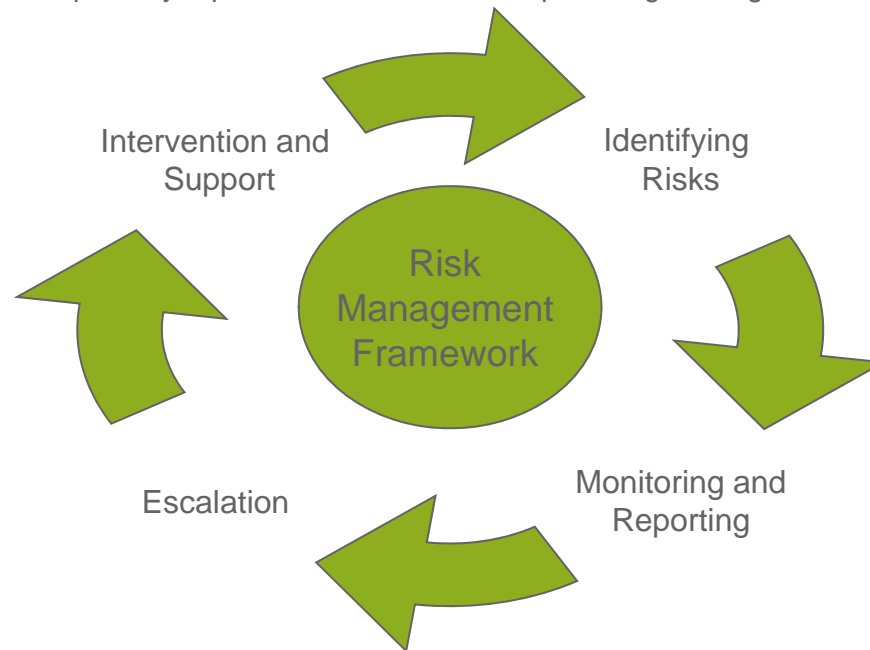 Intervention and
Support
Identifying
Risks
Risk
Management
Framework
Escalation
Monitoring and
Reporting